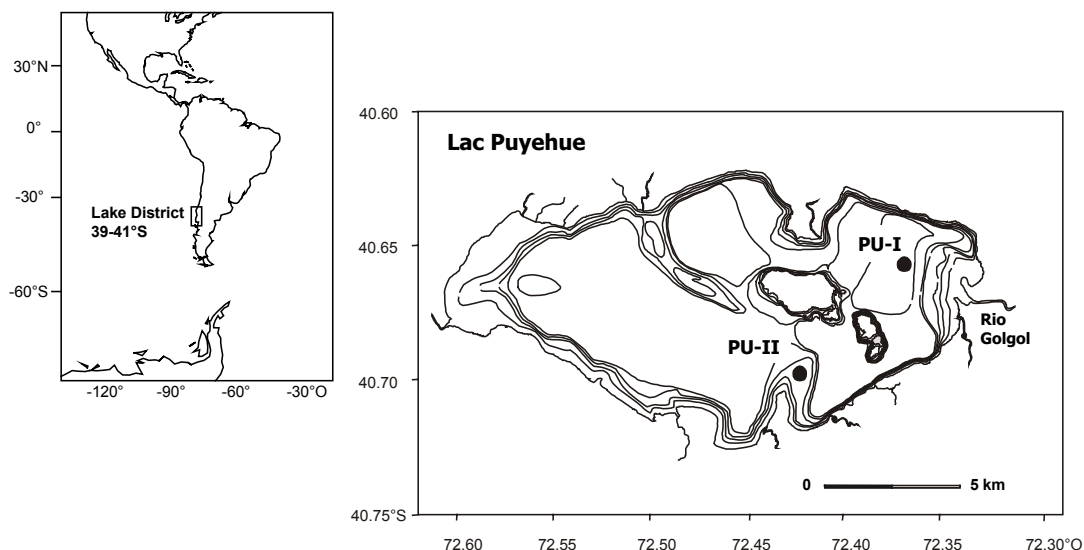 30°N
0°
-30°
-60°S
Lake District
39-41°S
-120°
-90°
-60°
-30°O
Lac Puyehue
40.60
40.65
40.70
40.75°S
PU-I
PU-II
Rio
Golgol
0
5 km
72.60
72.55
72.50
72.45
72.40
72.35
72.30°O